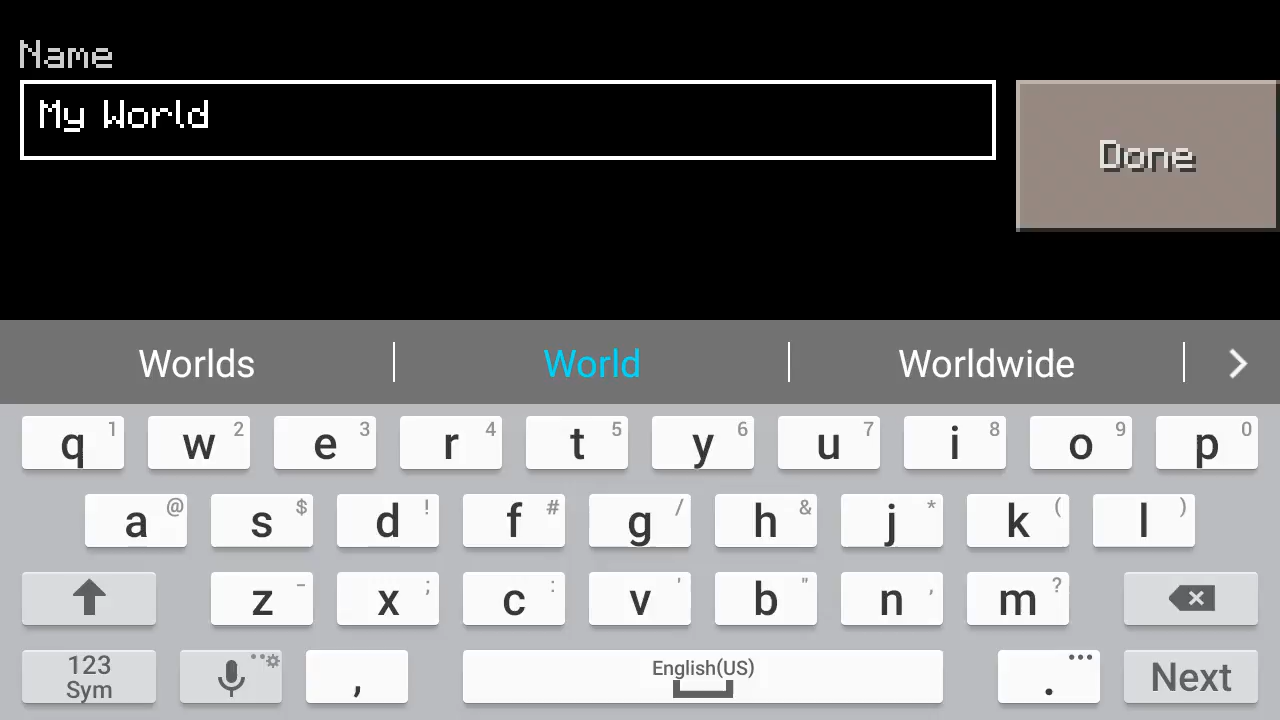 Name
My World
Done
Worlds World Worldwide
q 1 w 2 e 3 r 4 t 5 y 6 u 7 i 8 o 9 p 0
a @ s $ d ! f # g / h & j * k ( l )
z - x ; c : v ' b " n , m ?
123 Sym , English(US) . ... Next